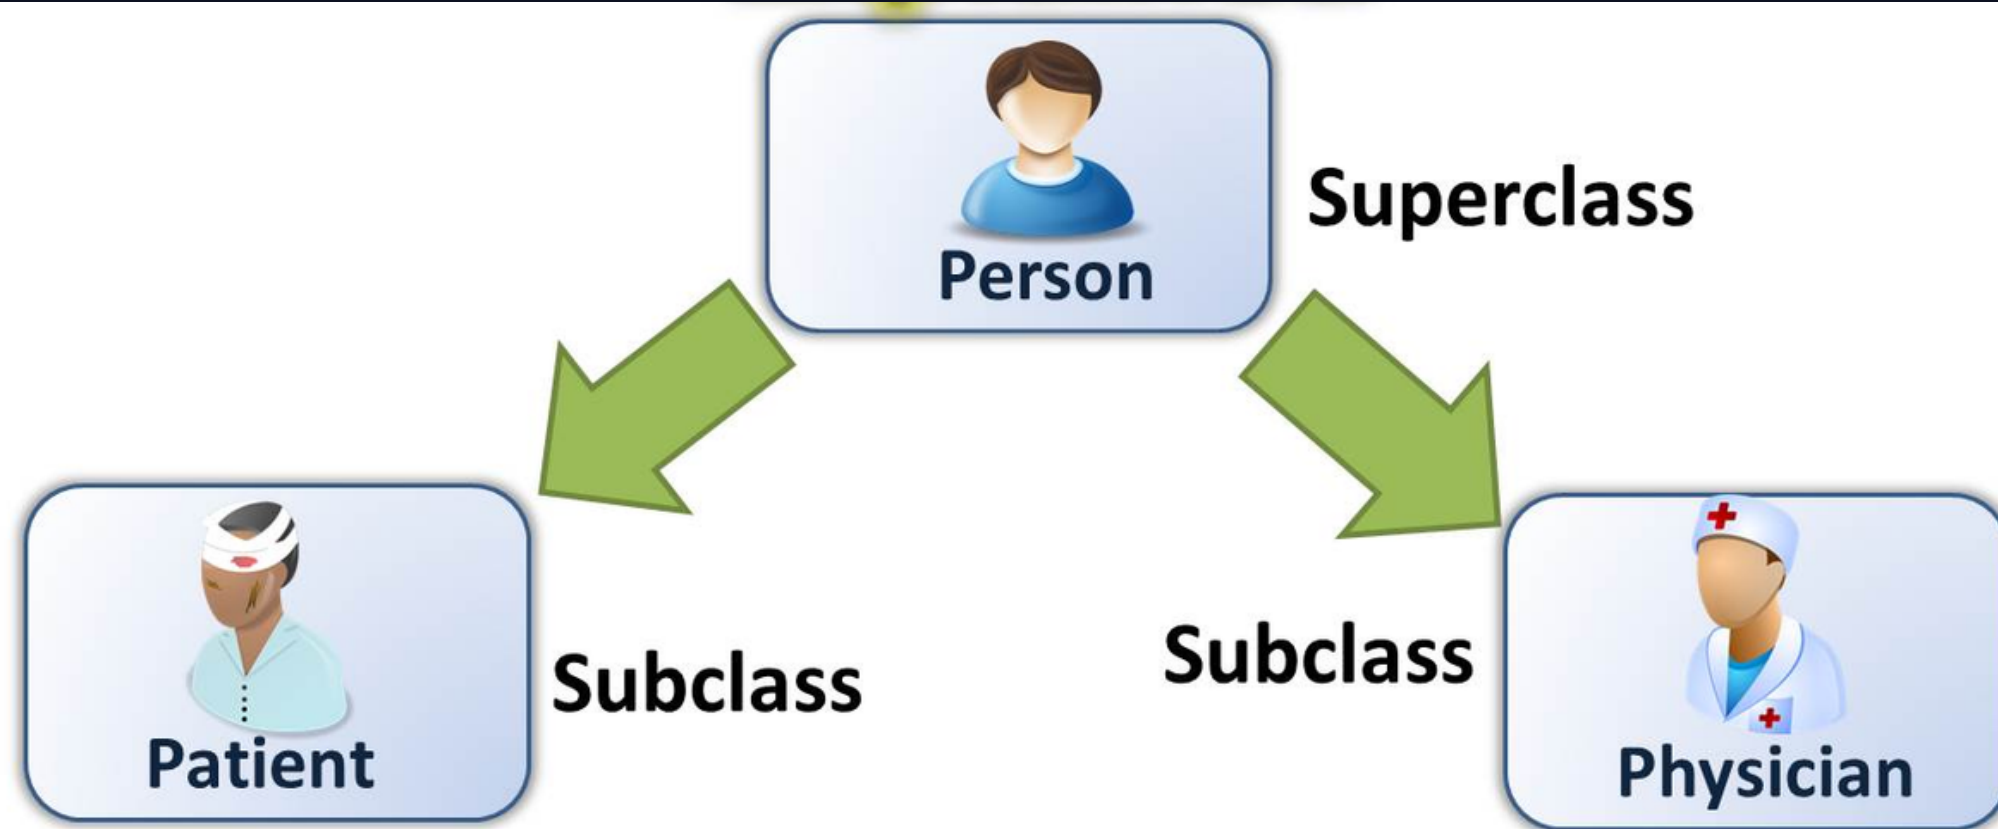 Superclass
Person
Subclass
Subclass
Patient
Physician